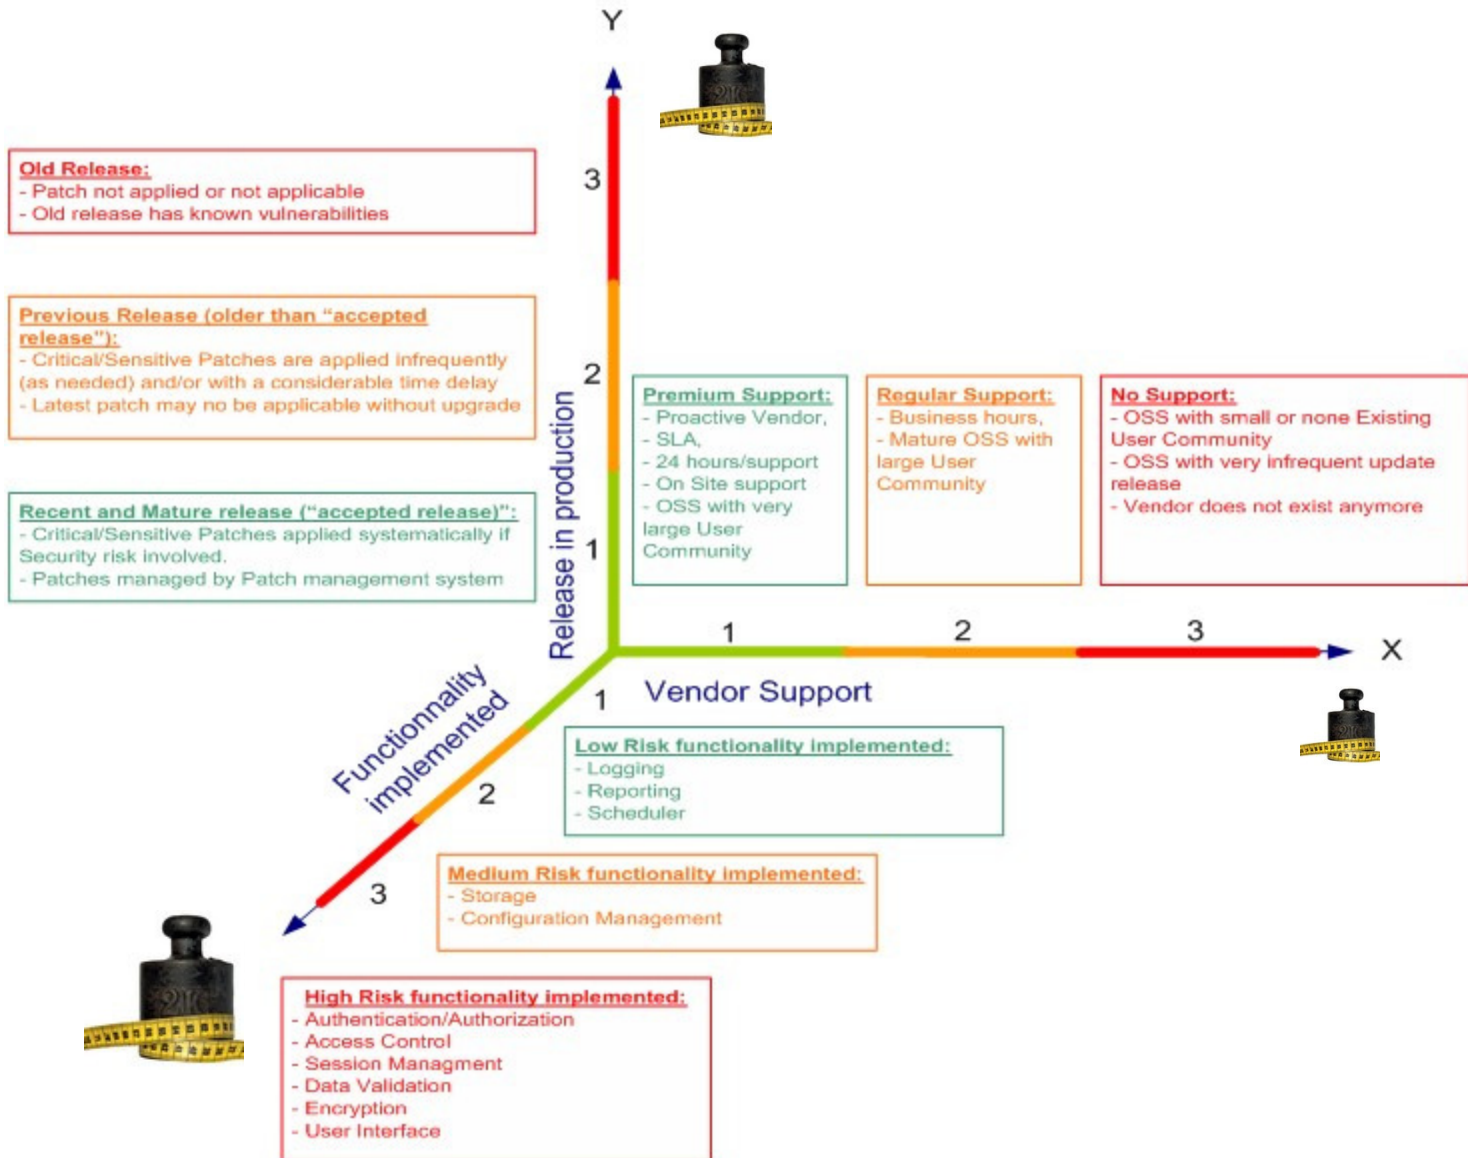 Y
Old Release:
- Patch not applied or not applicable
- Old release has known vulnerabilities
3
Previous Release (older than “accepted
release”):
- Critical/Sensitive Patches are applied infrequently
(as needed) and/or with a considerable time delay
- Latest patch may no be applicable without upgrade
2
Recent and Mature release (“accepted release)”:
- Critical/Sensitive Patches applied systematically if
Security risk involved.
- Patches managed by Patch management system
1
Release in production
Premium Support:
- Proactive Vendor,
- SLA,
- 24 hours/support
- On Site support
- OSS with very
large User
Community
Regular Support:
- Business hours,
- Mature OSS with
large User
Community
No Support:
- OSS with small or none Existing
User Community
- OSS with very infrequent update
release
- Vendor does not exist anymore
1
2
3
X
Vendor Support
Functionnality
implemented
1
Low Risk functionality implemented:
- Logging
- Reporting
- Scheduler
2
Medium Risk functionality implemented:
- Storage
- Configuration Management
3
High Risk functionality implemented:
- Authentication/Authorization
- Access Control
- Session Managment
- Data Validation
- Encryption
- User Interface